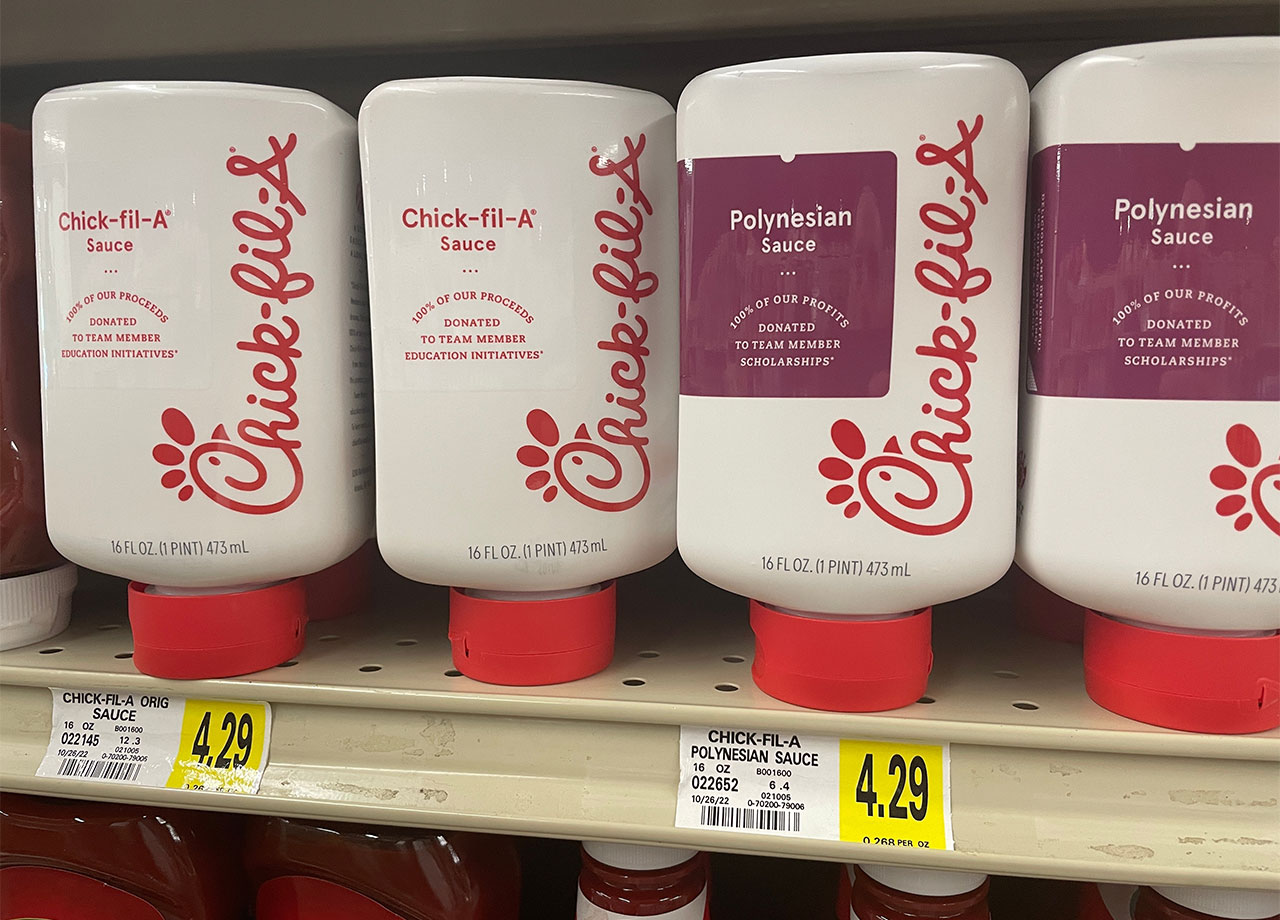 Chick-fil-A®
Sauce
...
100% OF OUR PROCEEDS
DONATED
TO TEAM MEMBER
EDUCATION INITIATIVES*
Chick-fil-A®
16 FL OZ. (1 PINT) 473 mL
Chick-fil-A®
Sauce
...
100% OF OUR PROCEEDS
DONATED
TO TEAM MEMBER
EDUCATION INITIATIVES*
Chick-fil-A®
16 FL OZ. (1 PINT) 473 mL
Polynesian
Sauce
...
100% OF OUR PROFITS
DONATED
TO TEAM MEMBER
SCHOLARSHIPS*
Chick-fil-A®
16 FL OZ. (1 PINT) 473 mL
Polynesian
Sauce
...
100% OF OUR PROFITS
DONATED
TO TEAM MEMBER
SCHOLARSHIPS*
16 FL OZ. (1 PINT) 473
CHICK-FIL-A ORIG
SAUCE
16 OZ B001600
022145 12.3
021005
10/26/22 0-70200-79005
4.29
CHICK-FIL-A
POLYNESIAN SAUCE
16 OZ B001600
022652 6.4
021005
10/26/22 0-70200-79006
4.29
0.268 PER OZ